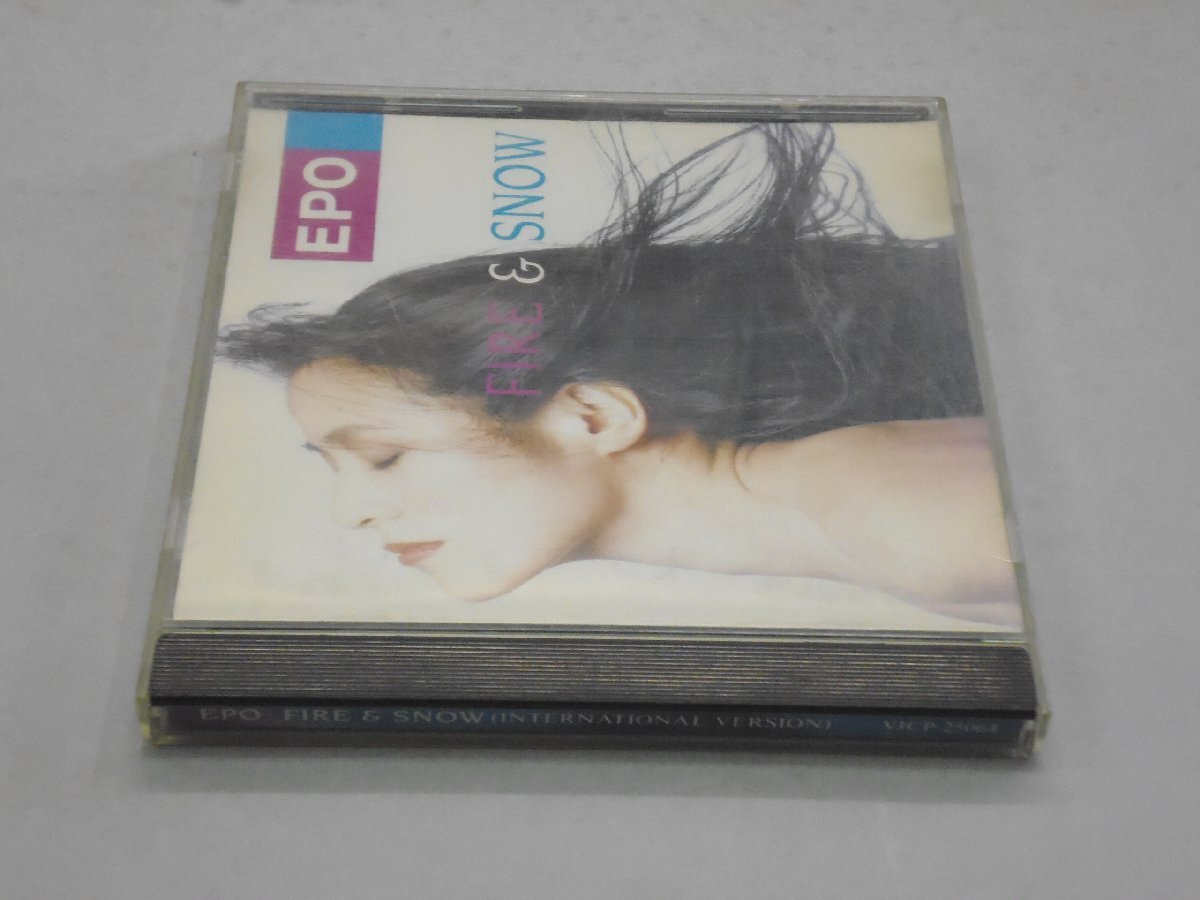 EPO
FIRE & SNOW
EPO FIRE & SNOW (INTERNATIONAL VERSION) VICP-25064